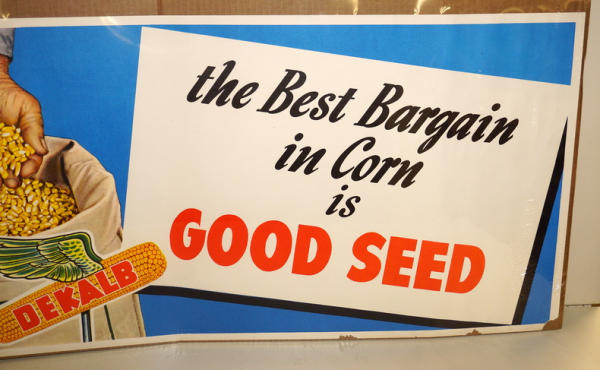 the Best Bargain
in Corn
is
GOOD SEED
DEKALB